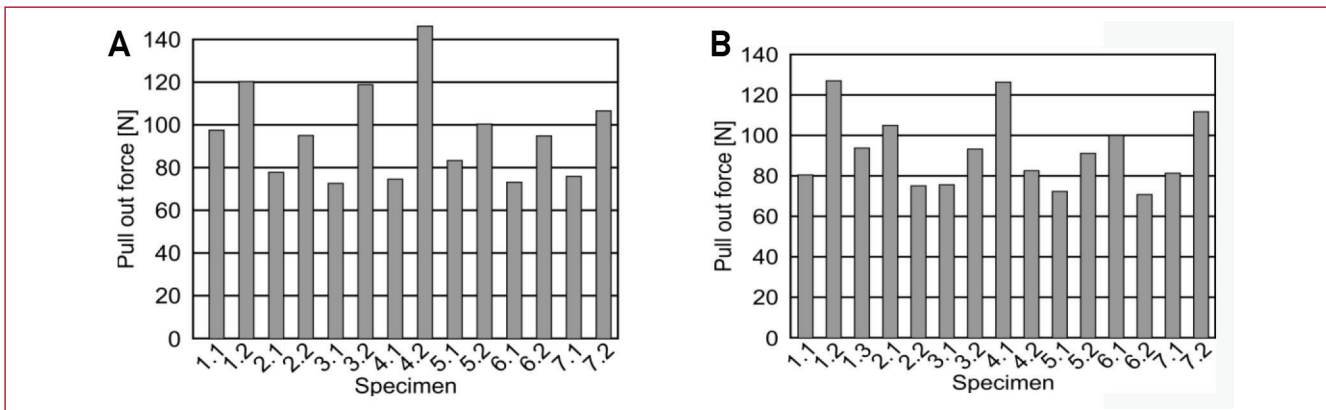 A
Pull out force [N]
140
120
100
80
60
40
20
0
1.1 1.2 2.1 2.2 3.1 3.2 4.1 4.2 5.1 5.2 6.1 6.2 7.1 7.2
Specimen
B
Pull out force [N]
140
120
100
80
60
40
20
0
1.1 1.2 1.3 2.1 2.2 3.1 3.2 4.1 4.2 5.1 5.2 6.1 6.2 7.1 7.2
Specimen